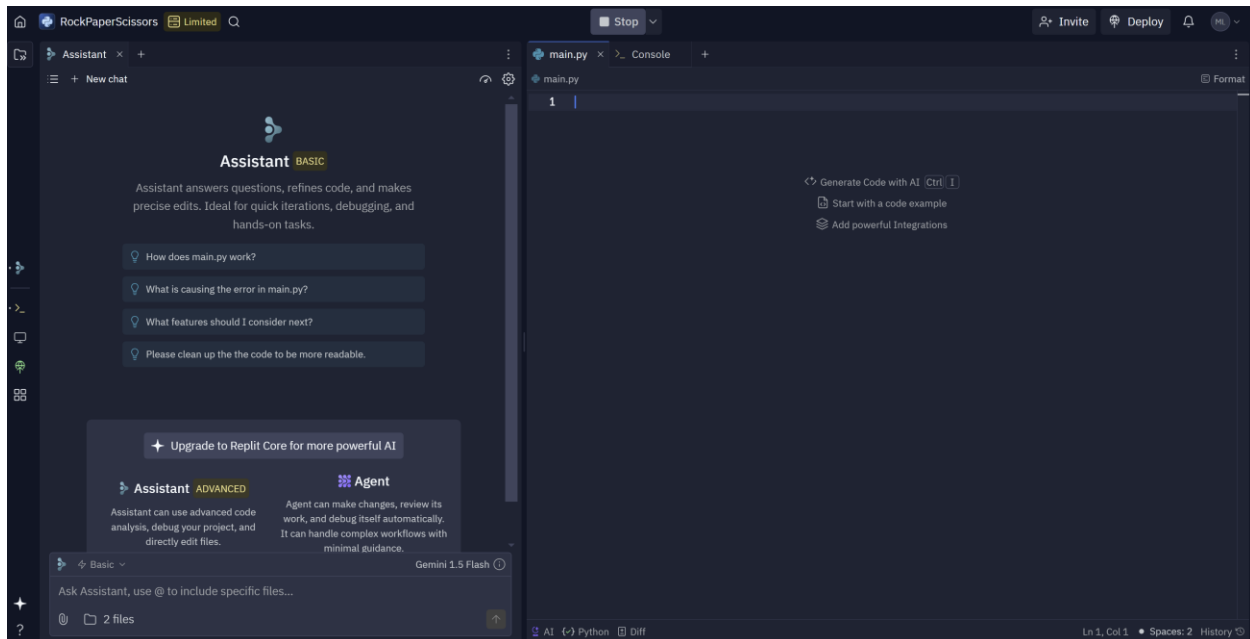 RockPaperScissors Limited
Stop
Invite
Deploy
ML
Assistant × +
New chat
Assistant BASIC
Assistant answers questions, refines code, and makes
precise edits. Ideal for quick iterations, debugging, and
hands-on tasks.
How does main.py work?
What is causing the error in main.py?
What features should I consider next?
Please clean up the the code to be more readable.
Upgrade to Replit Core for more powerful AI
Assistant ADVANCED
Assistant can use advanced code
analysis, debug your project, and
directly edit files.
Agent
Agent can make changes, review its
work, and debug itself automatically.
It can handle complex workflows with
minimal guidance.
Basic
Gemini 1.5 Flash
Ask Assistant, use @ to include specific files...
2 files
?
main.py × >_ Console +
main.py
Format
1
Generate Code with AI Ctrl I
Start with a code example
Add powerful Integrations
AI Python Diff
Ln 1, Col 1 • Spaces: 2 History